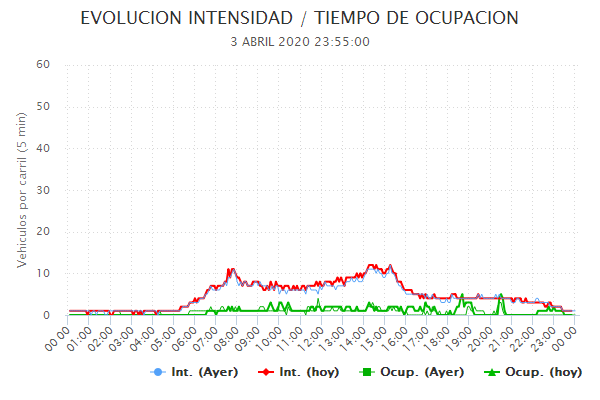 EVOLUCION INTENSIDAD / TIEMPO DE OCUPACION
3 ABRIL 2020 23:55:00
Vehiculos por carril (5 min)
60
50
40
30
20
10
0
00:00 01:00 02:00 03:00 04:00 05:00 06:00 07:00 08:00 09:00 10:00 11:00 12:00 13:00 14:00 15:00 16:00 17:00 18:00 19:00 20:00 21:00 22:00 23:00 00:00
Int. (Ayer) Int. (hoy) Ocup. (Ayer) Ocup. (hoy)